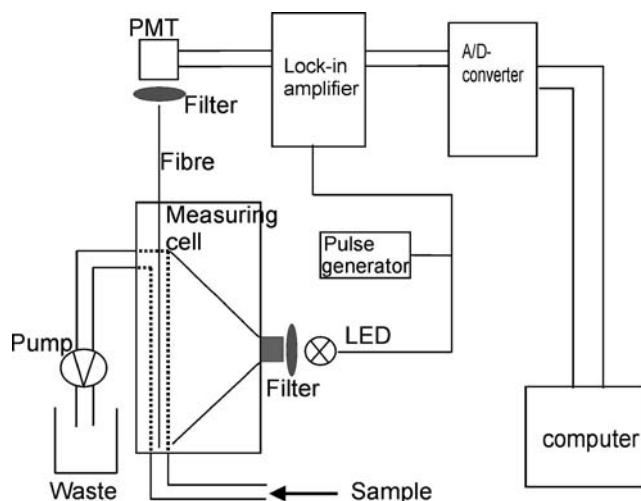 PMT
Lock-in
amplifier
A/D-
converter
Filter
Fibre
Measuring
cell
Pulse
generator
LED
Pump
Filter
computer
Waste
Sample